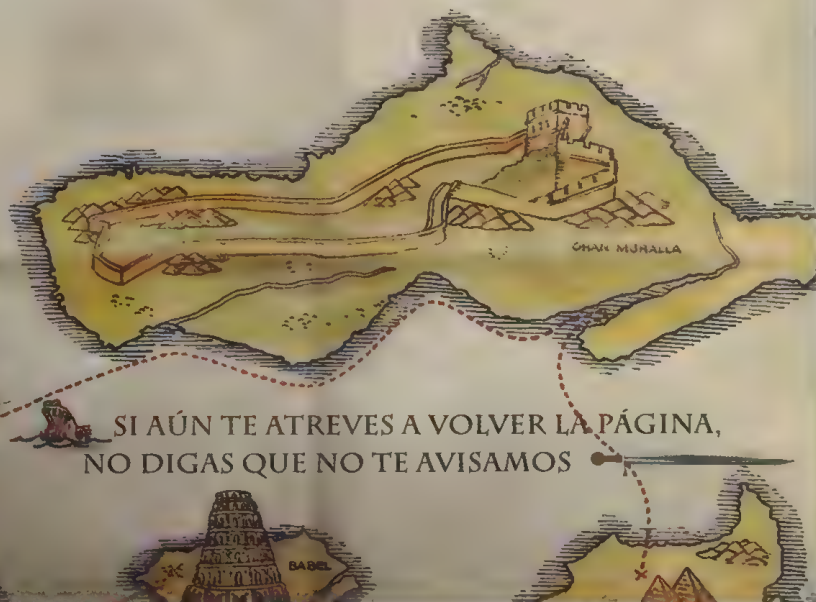 GRAN MURALLA
SI AÚN TE ATREVES A VOLVER LA PÁGINA,
NO DIGAS QUE NO TE AVISAMOS
BABEL